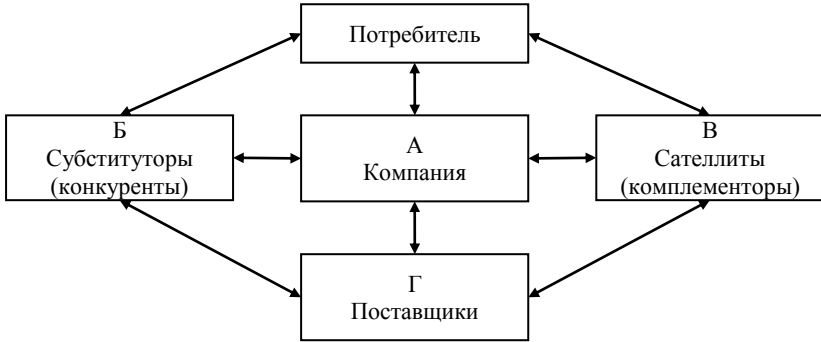 Потребитель
Б
Субституторы
(конкуренты)
А
Компания
В
Сателлиты
(комплементоры)
Г
Поставщики